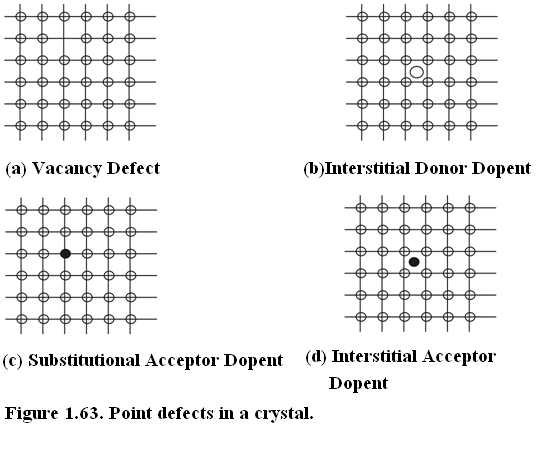 (a) Vacancy Defect
(b)Interstitial Donor Dopent
(c) Substitutional Acceptor Dopent
(d) Interstitial Acceptor
Dopent
Figure 1.63. Point defects in a crystal.